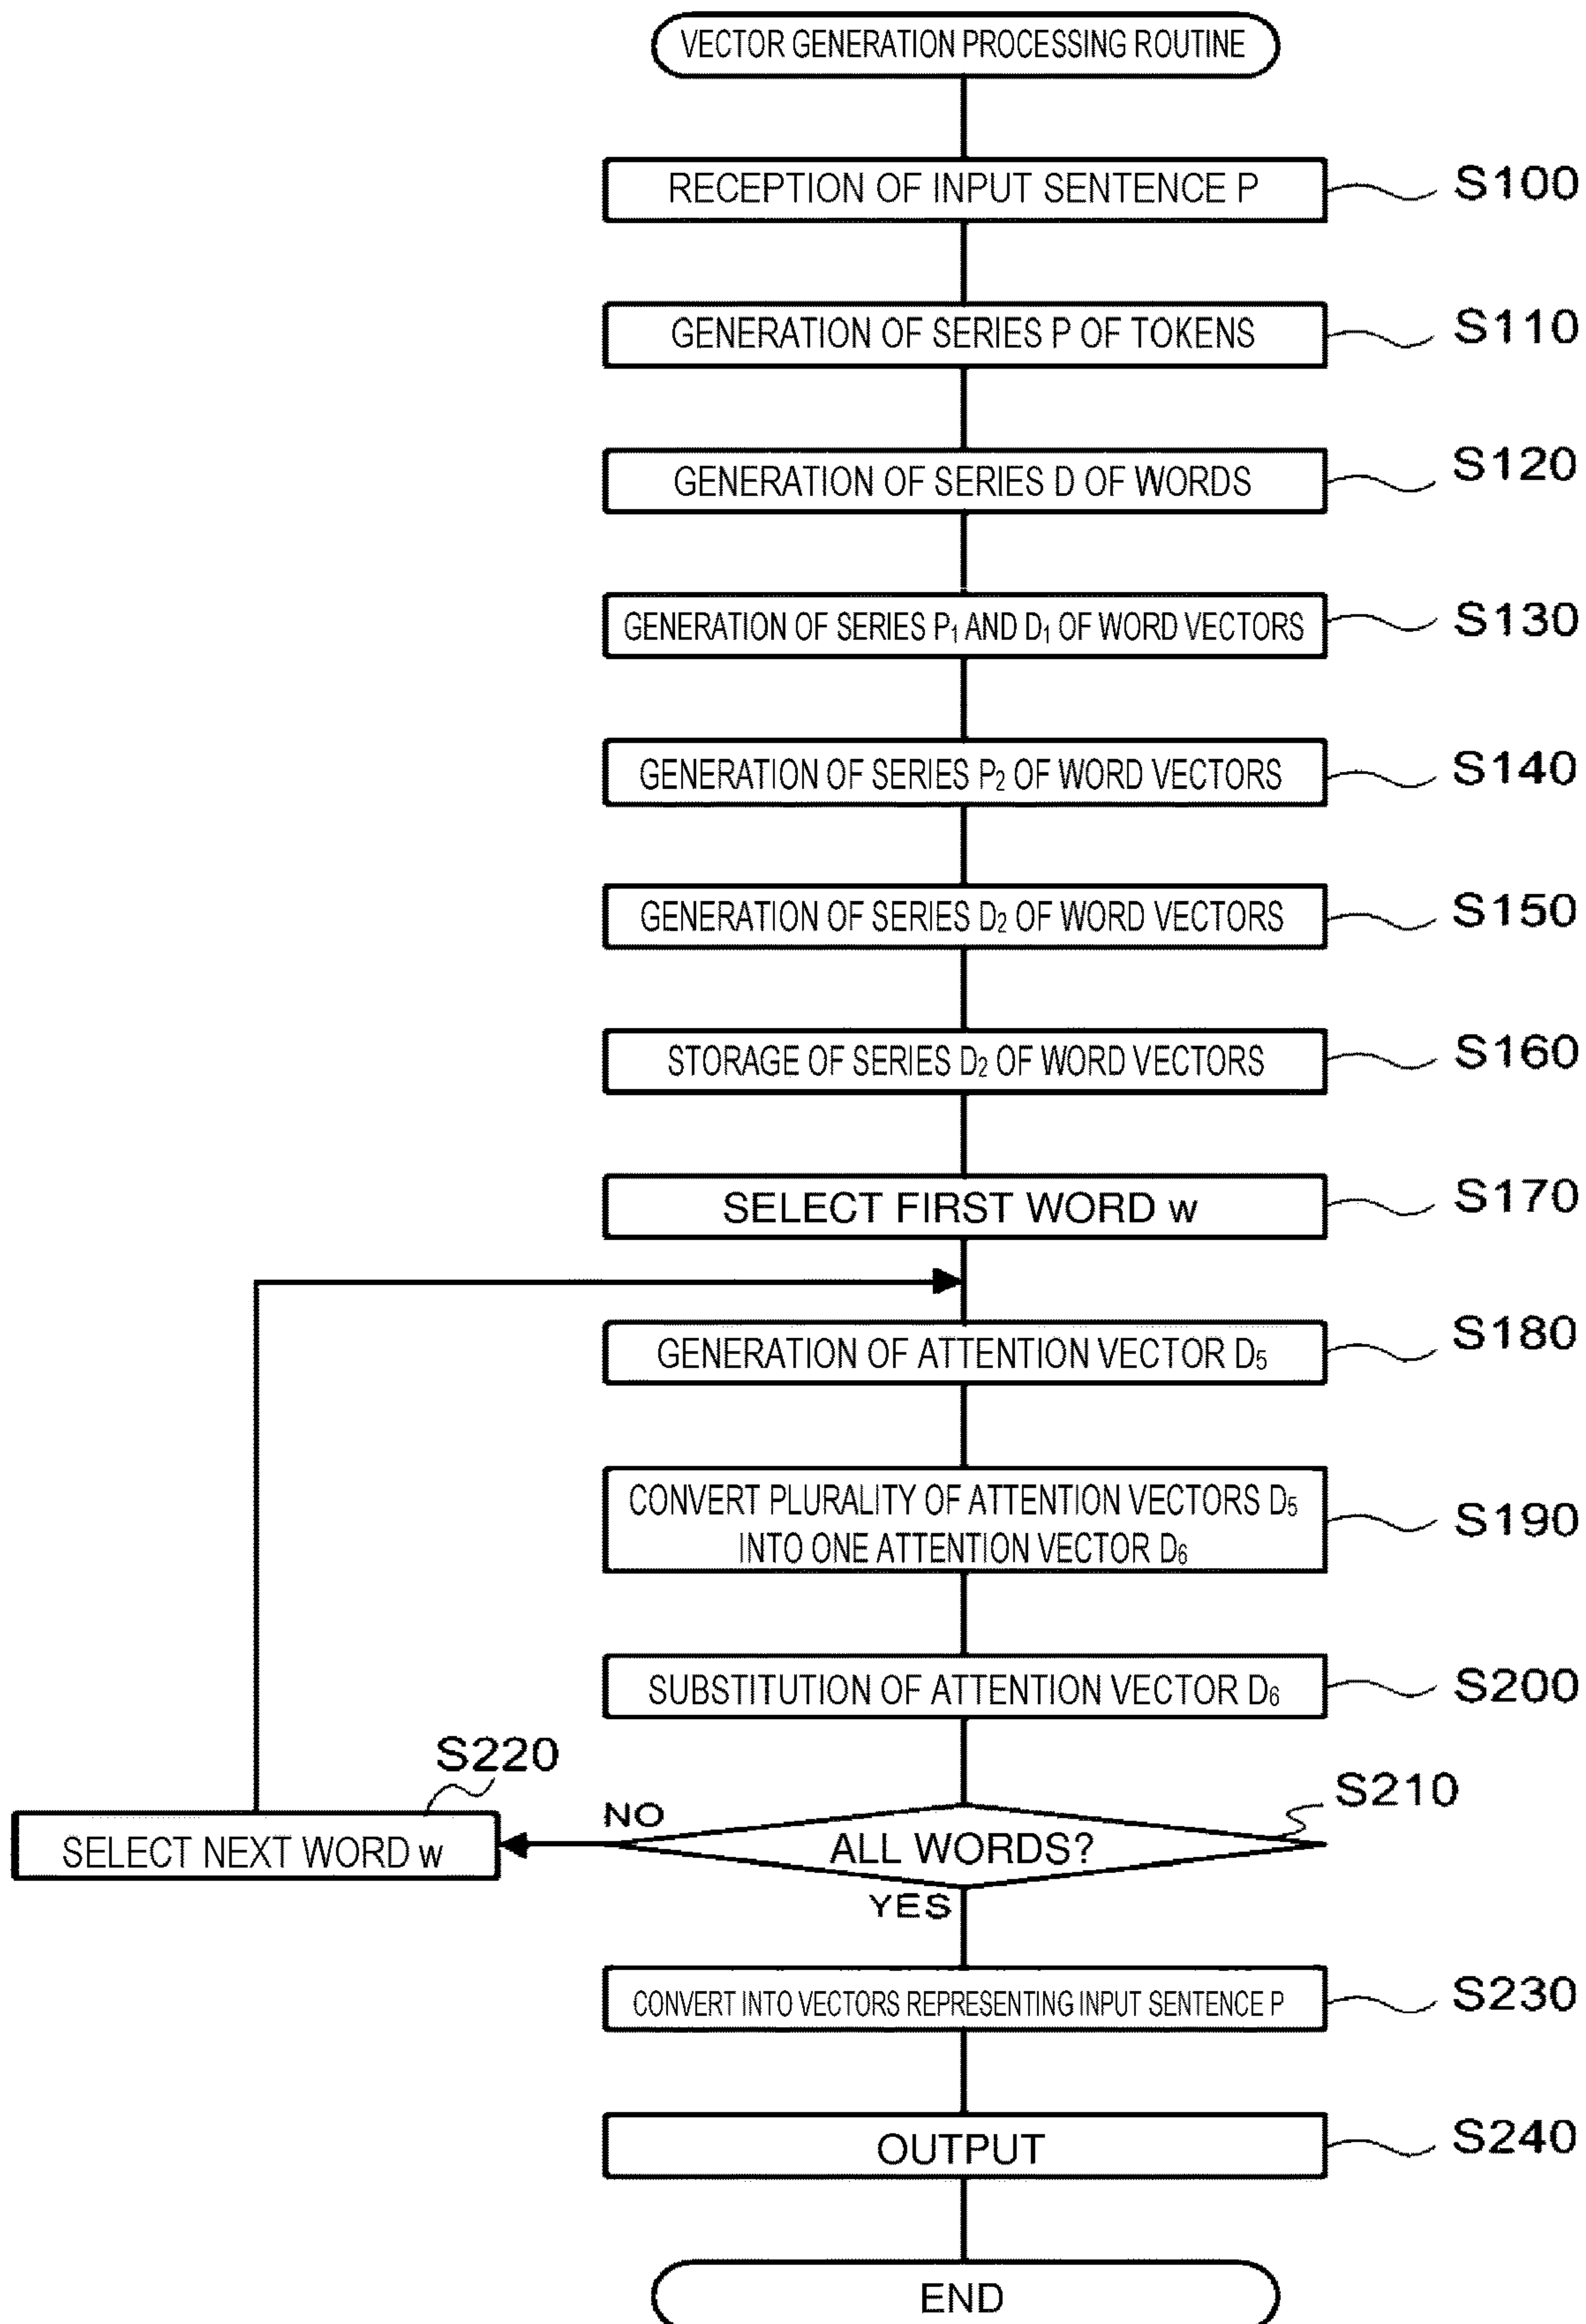 VECTOR GENERATION PROCESSING ROUTINE
RECEPTION OF INPUT SENTENCE P
S100
GENERATION OF SERIES P OF TOKENS
S110
GENERATION OF SERIES D OF WORDS
S120
GENERATION OF SERIES P₁ AND D₁ OF WORD VECTORS
S130
GENERATION OF SERIES P₂ OF WORD VECTORS
S140
GENERATION OF SERIES D₂ OF WORD VECTORS
S150
STORAGE OF SERIES D₂ OF WORD VECTORS
S160
SELECT FIRST WORD w
S170
GENERATION OF ATTENTION VECTOR D₅
S180
CONVERT PLURALITY OF ATTENTION VECTORS D₅
INTO ONE ATTENTION VECTOR D₆
S190
SUBSTITUTION OF ATTENTION VECTOR D₆
S200
ALL WORDS?
S210
NO
SELECT NEXT WORD w
S220
YES
CONVERT INTO VECTORS REPRESENTING INPUT SENTENCE P
S230
OUTPUT
S240
END